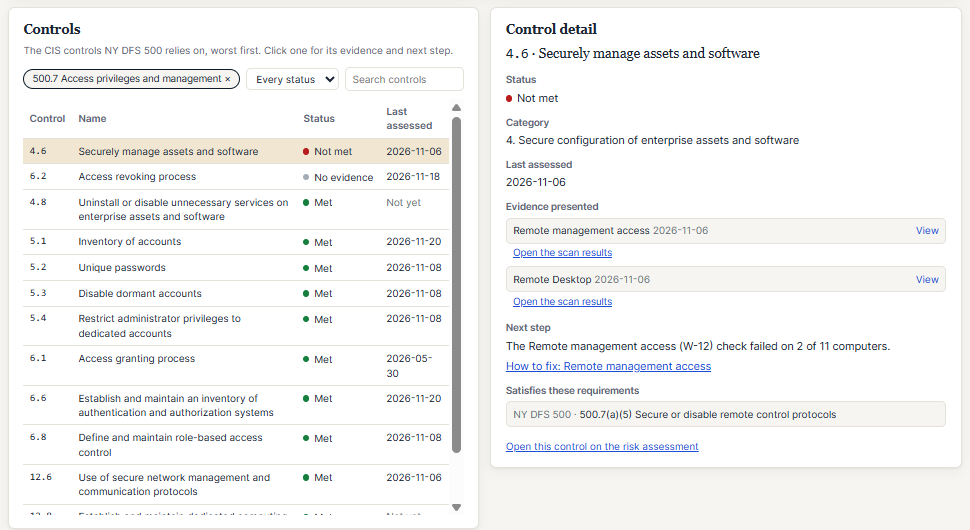 Controls
The CIS controls NY DFS 500 relies on, worst first. Click one for its evidence and next step.
500.7 Access privileges and management ×
Every status
Search controls
Control Name Status Last assessed
4.6 Securely manage assets and software Not met 2026-11-06
6.2 Access revoking process No evidence 2026-11-18
4.8 Uninstall or disable unnecessary services on enterprise assets and software Met Not yet
5.1 Inventory of accounts Met 2026-11-20
5.2 Unique passwords Met 2026-11-08
5.3 Disable dormant accounts Met 2026-11-08
5.4 Restrict administrator privileges to dedicated accounts Met 2026-11-08
6.1 Access granting process Met 2026-05-30
6.6 Establish and maintain an inventory of authentication and authorization systems Met 2026-11-20
6.8 Define and maintain role-based access control Met 2026-11-08
12.6 Use of secure network management and communication protocols Met 2026-11-06
Control detail
4.6 · Securely manage assets and software
Status
Not met
Category
4. Secure configuration of enterprise assets and software
Last assessed
2026-11-06
Evidence presented
Remote management access 2026-11-06 View
Open the scan results
Remote Desktop 2026-11-06 View
Open the scan results
Next step
The Remote management access (W-12) check failed on 2 of 11 computers.
How to fix: Remote management access
Satisfies these requirements
NY DFS 500 · 500.7(a)(5) Secure or disable remote control protocols
Open this control on the risk assessment